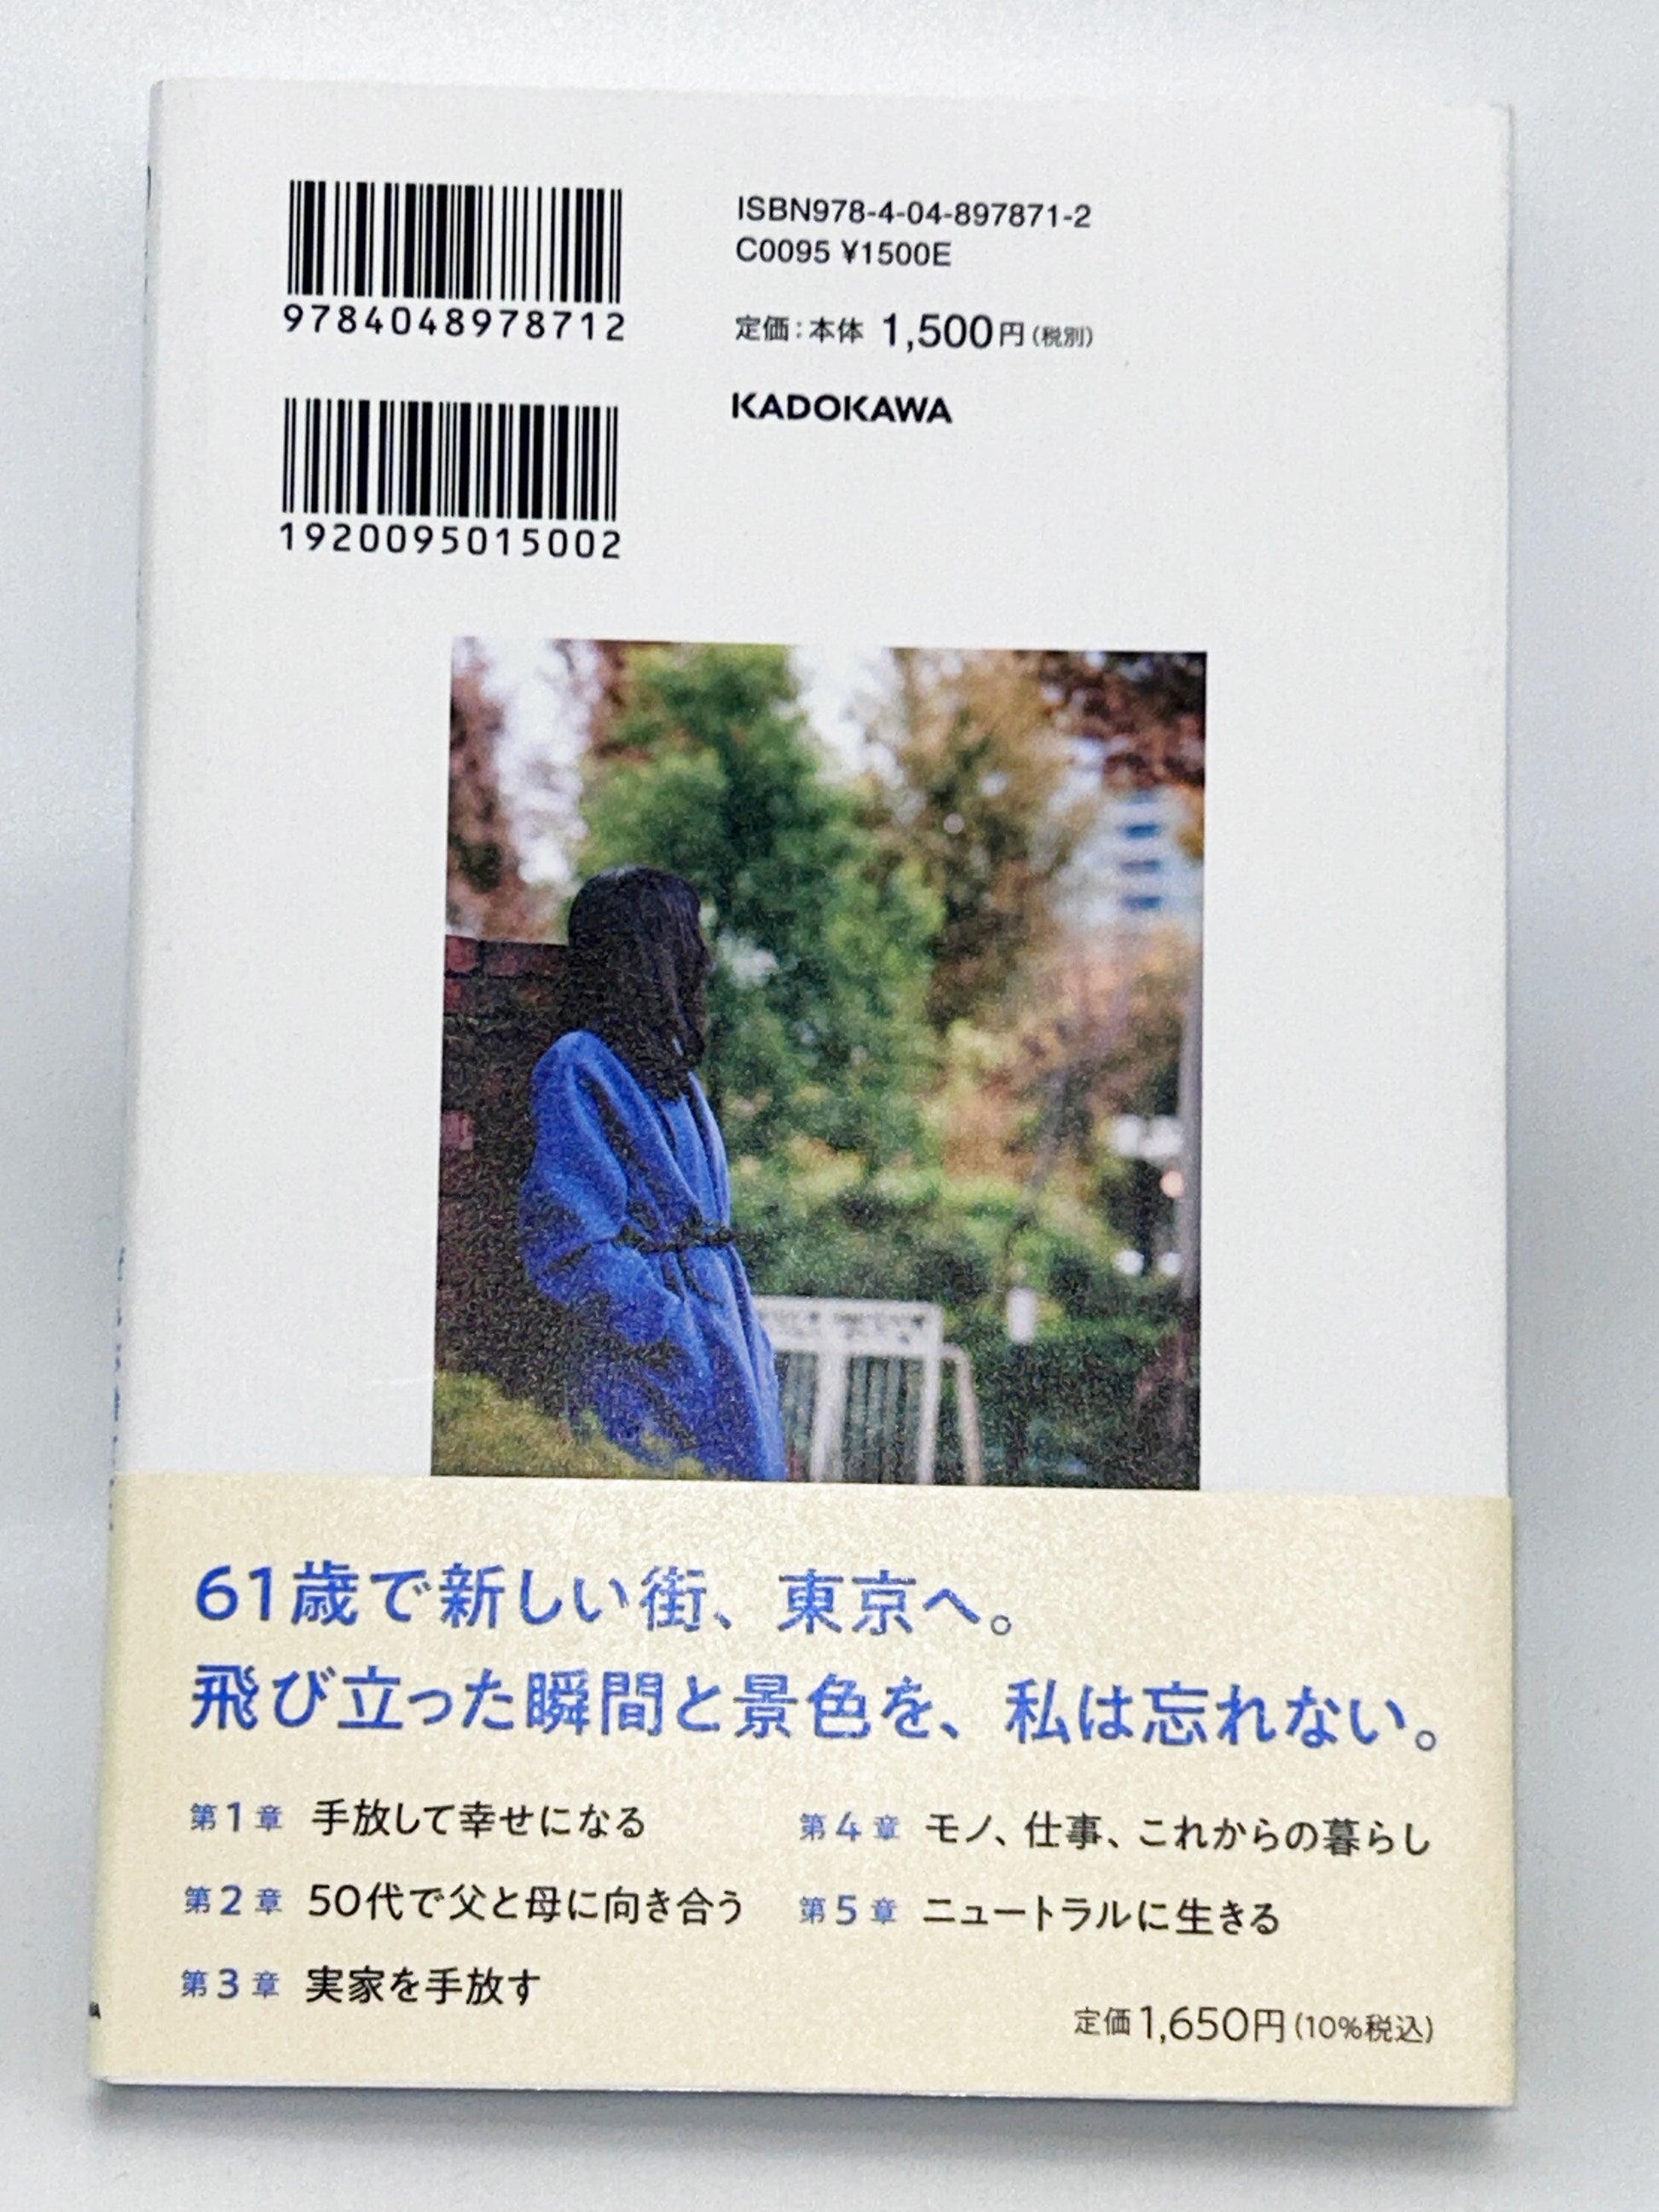 9784048978712
ISBN978-4-04-897871-2
C0095 ¥1500E
定価：本体 1,500円（税別）
KADOKAWA
1920095015002
61歳で新しい街、東京へ。
飛び立った瞬間と景色を、私は忘れない。
第1章 手放して幸せになる
第2章 50代で父と母に向き合う
第3章 実家を手放す
第4章 モノ、仕事、これからの暮らし
第5章 ニュートラルに生きる
定価1,650円（10%税込）